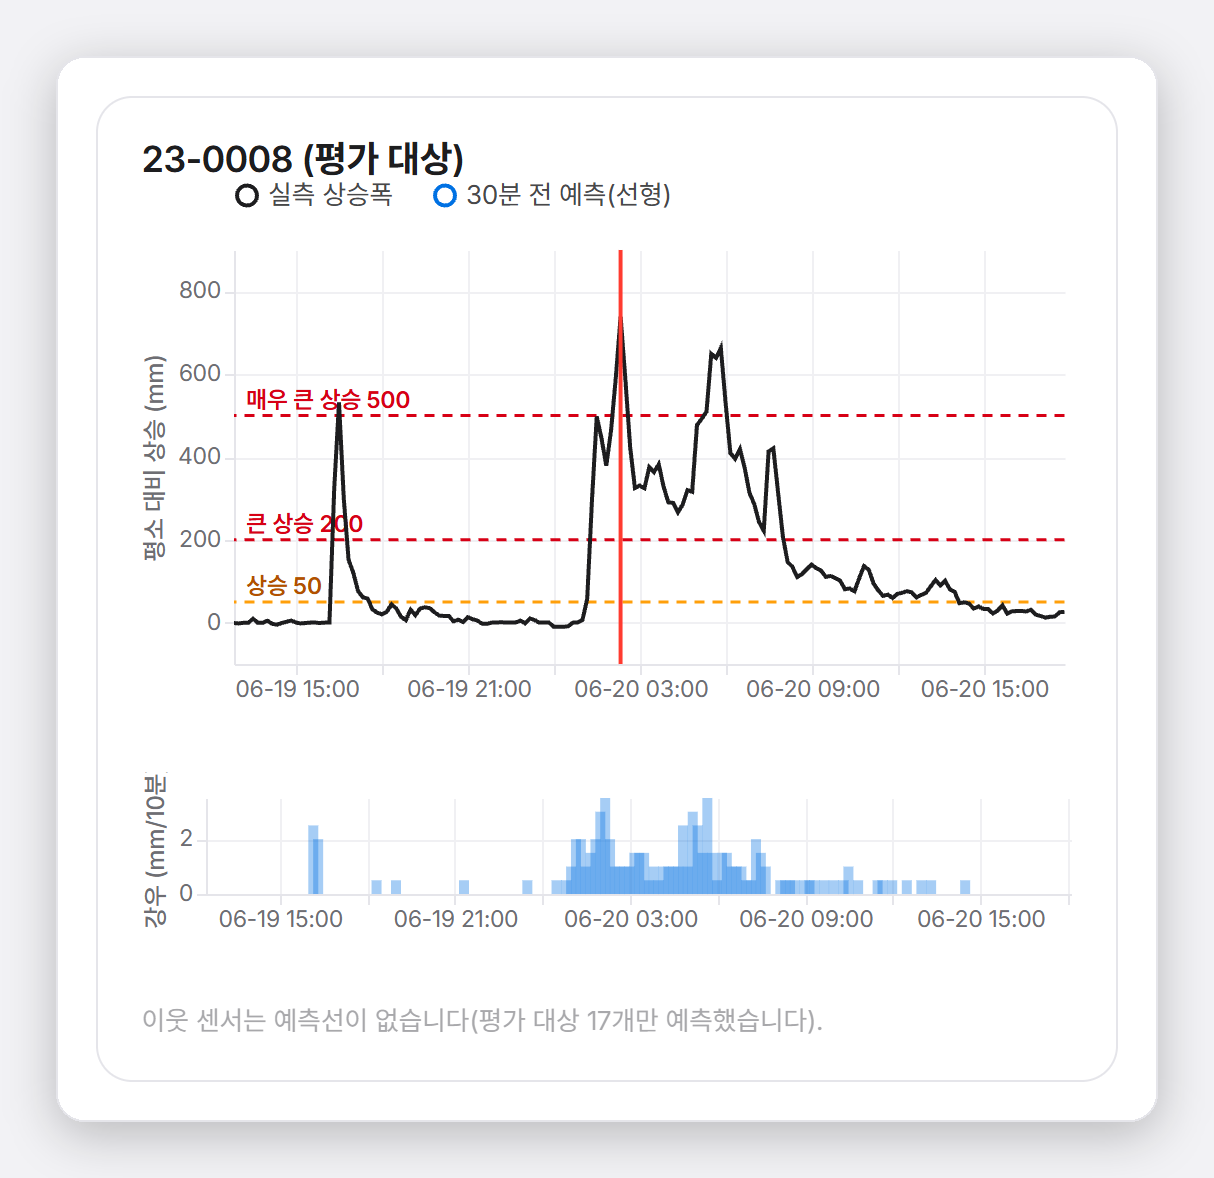 23-0008 (평가 대상)
실측 상승폭 30분 전 예측(선형)
평소 대비 상승 (mm)
800
600
매우 큰 상승 500
400
큰 상승 200
200
상승 50
0
06-19 15:00 06-19 21:00 06-20 03:00 06-20 09:00 06-20 15:00
강우 (mm/10분
2
0
06-19 15:00 06-19 21:00 06-20 03:00 06-20 09:00 06-20 15:00
이웃 센서는 예측선이 없습니다(평가 대상 17개만 예측했습니다).